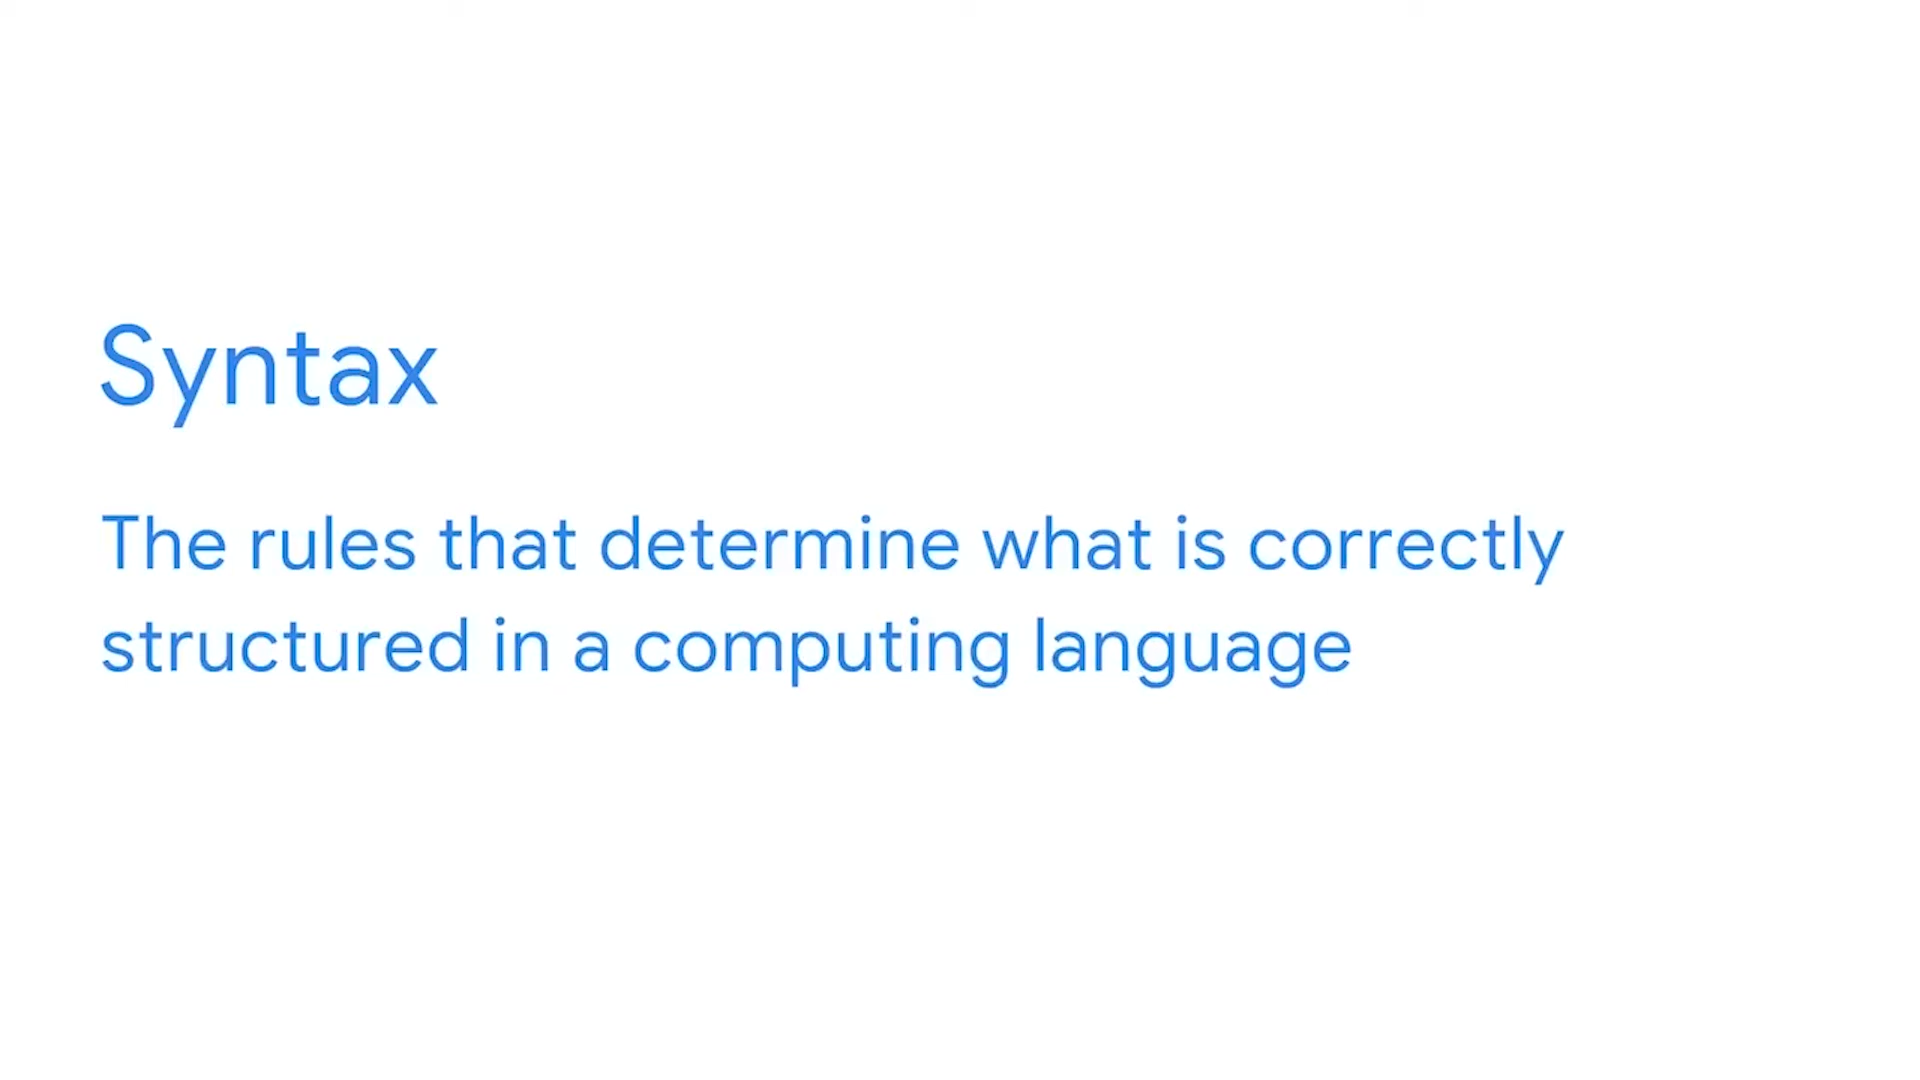 Syntax
The rules that determine what is correctly
structured in a computing language